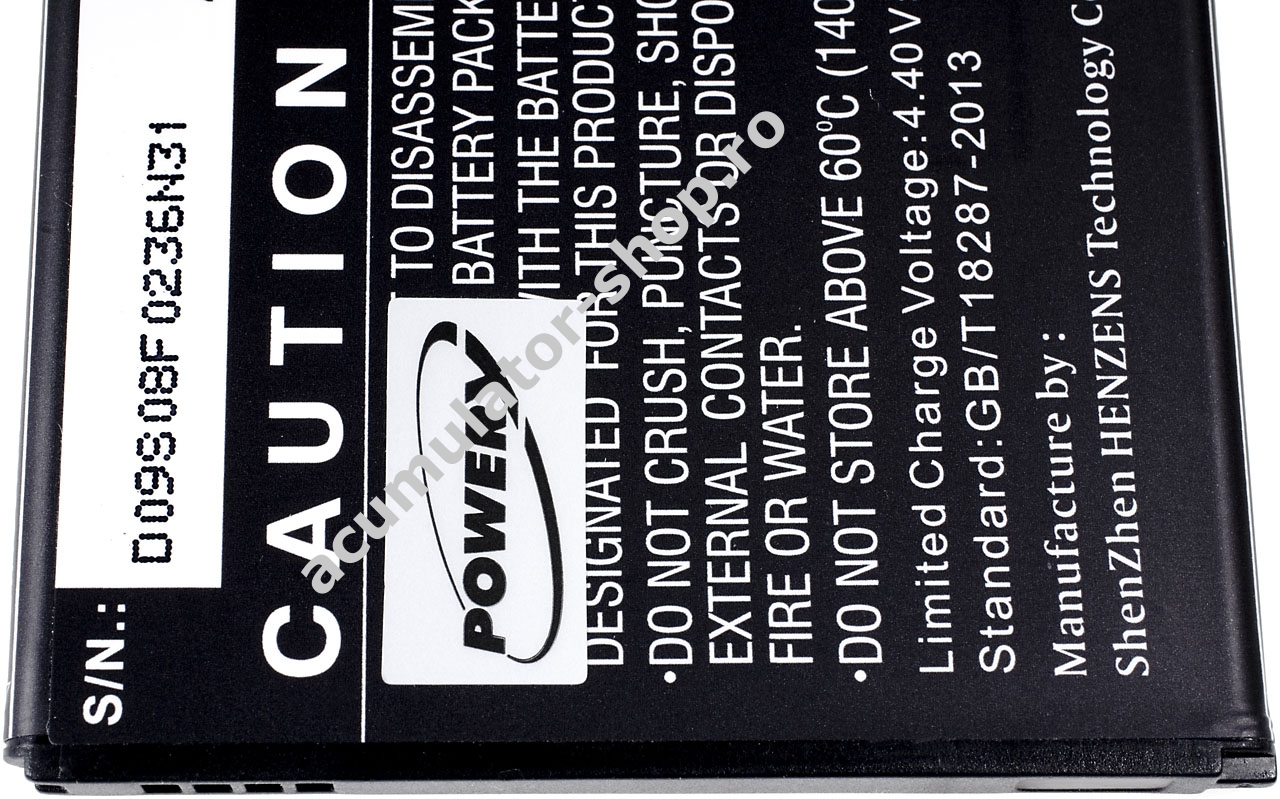 S/N.: D09S08F0236N31
CAUTION
TO DISASSEM
BATTERY PACK
WITH THE BATTE
DESIGNATED FOR THIS PRODUCT
•DO NOT CRUSH, PUCTURE, SHO
EXTERNAL CONTACTS OR DISPO
FIRE OR WATER.
•DO NOT STORE ABOVE 60°C (140
Limited Charge Voltage:4.40V
Standard:GB/T18287-2013
Manufacture by:
ShenZhen HENZENS Technology Co
POWERY
acumulator-shop.ro